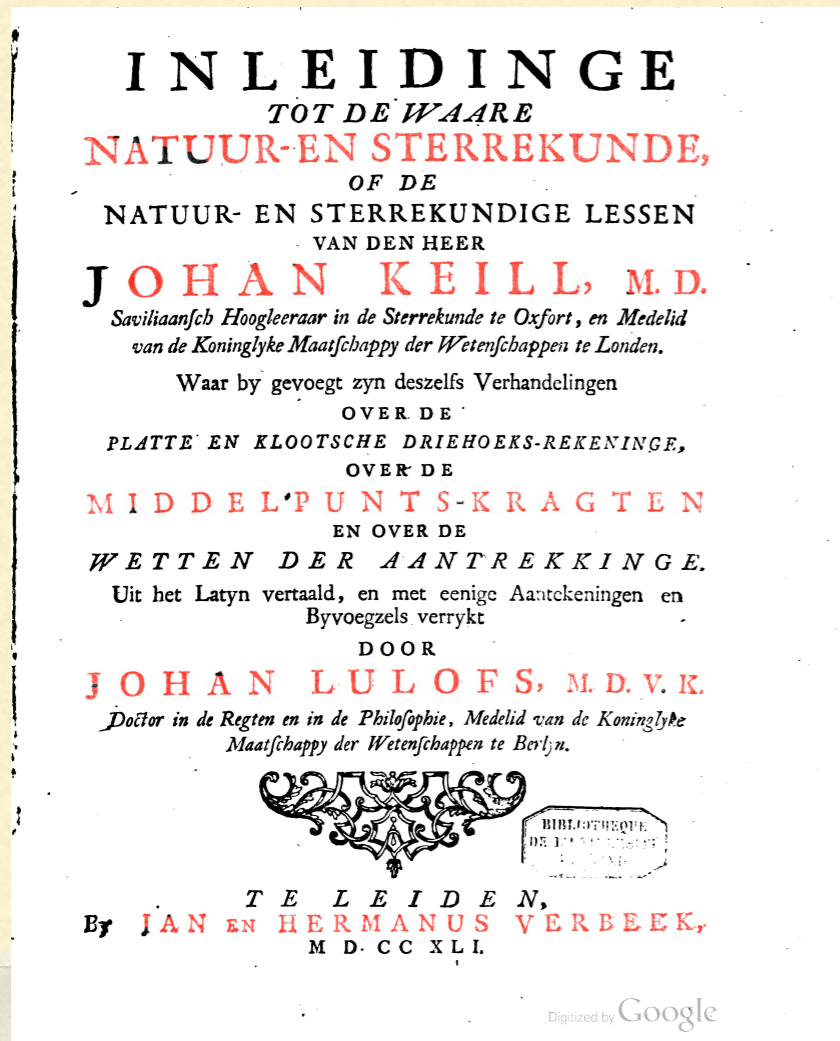 INLEIDINGE
TOT DE WAARE
NATUUR-EN STERREKUNDE,
OF DE
NATUUR- EN STERREKUNDIGE LESSEN
VAN DEN HEER
JOHAN KEILL, M. D.
Saviliaanſch Hoogleeraar in de Sterrekunde te Oxfort, en Medelid
van de Koninglyke Maatſchappy der Wetenſchappen te Londen.
Waar by gevoegt zyn deszelfs Verhandelingen
OVER DE
PLATTE EN KLOOTSCHE DRIEHOEKS-REKENINGE,
OVER DE
MIDDELPUNTS-KRAGTEN
EN OVER DE
WETTEN DER AANTREKKINGE.
Uit het Latyn vertaald, en met eenige Aantekeningen en
Byvoegzels verrykt
DOOR
JOHAN LULOFS, M. D. V. K.
Doctor in de Regten en in de Philoſophie, Medelid van de Koninglyke
Maatſchappy der Wetenſchappen te Berlyn.
BIBLIOTHEQUE
TE LEIDEN,
By JAN EN HERMANUS VERBEEK,
M D. CC XLI.
Digitized by Google